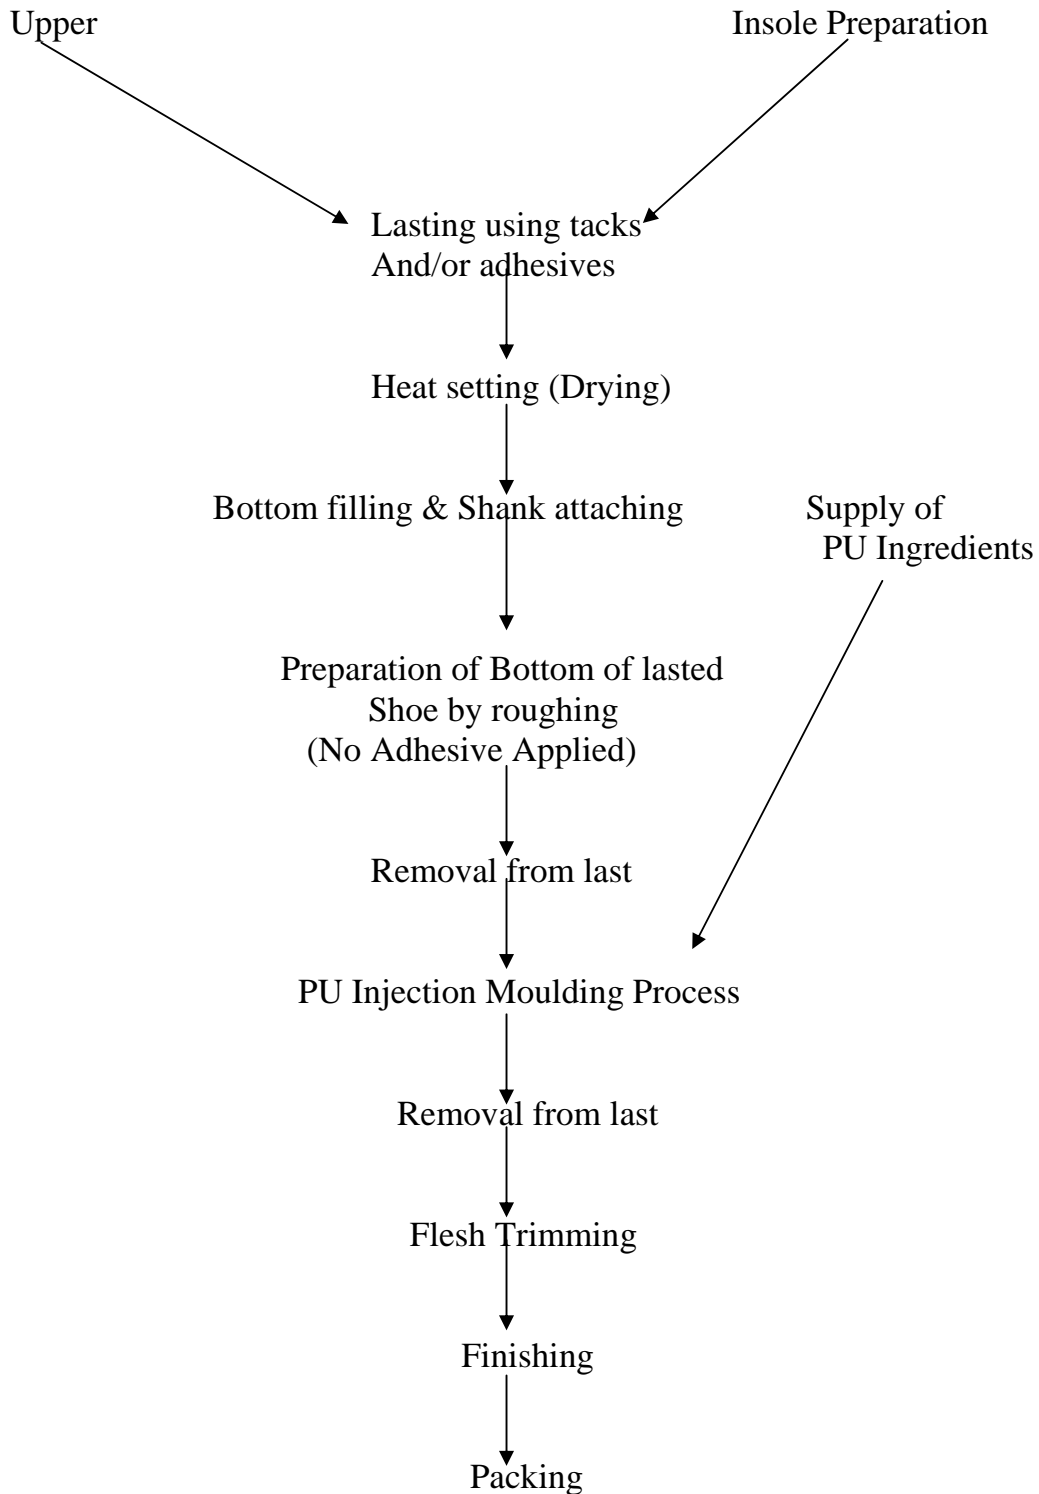 Upper
Insole Preparation
Lasting using tacks
And/or adhesives
Heat setting (Drying)
Bottom filling & Shank attaching
Supply of
PU Ingredients
Preparation of Bottom of lasted
Shoe by roughing
(No Adhesive Applied)
Removal from last
PU Injection Moulding Process
Removal from last
Flesh Trimming
Finishing
Packing